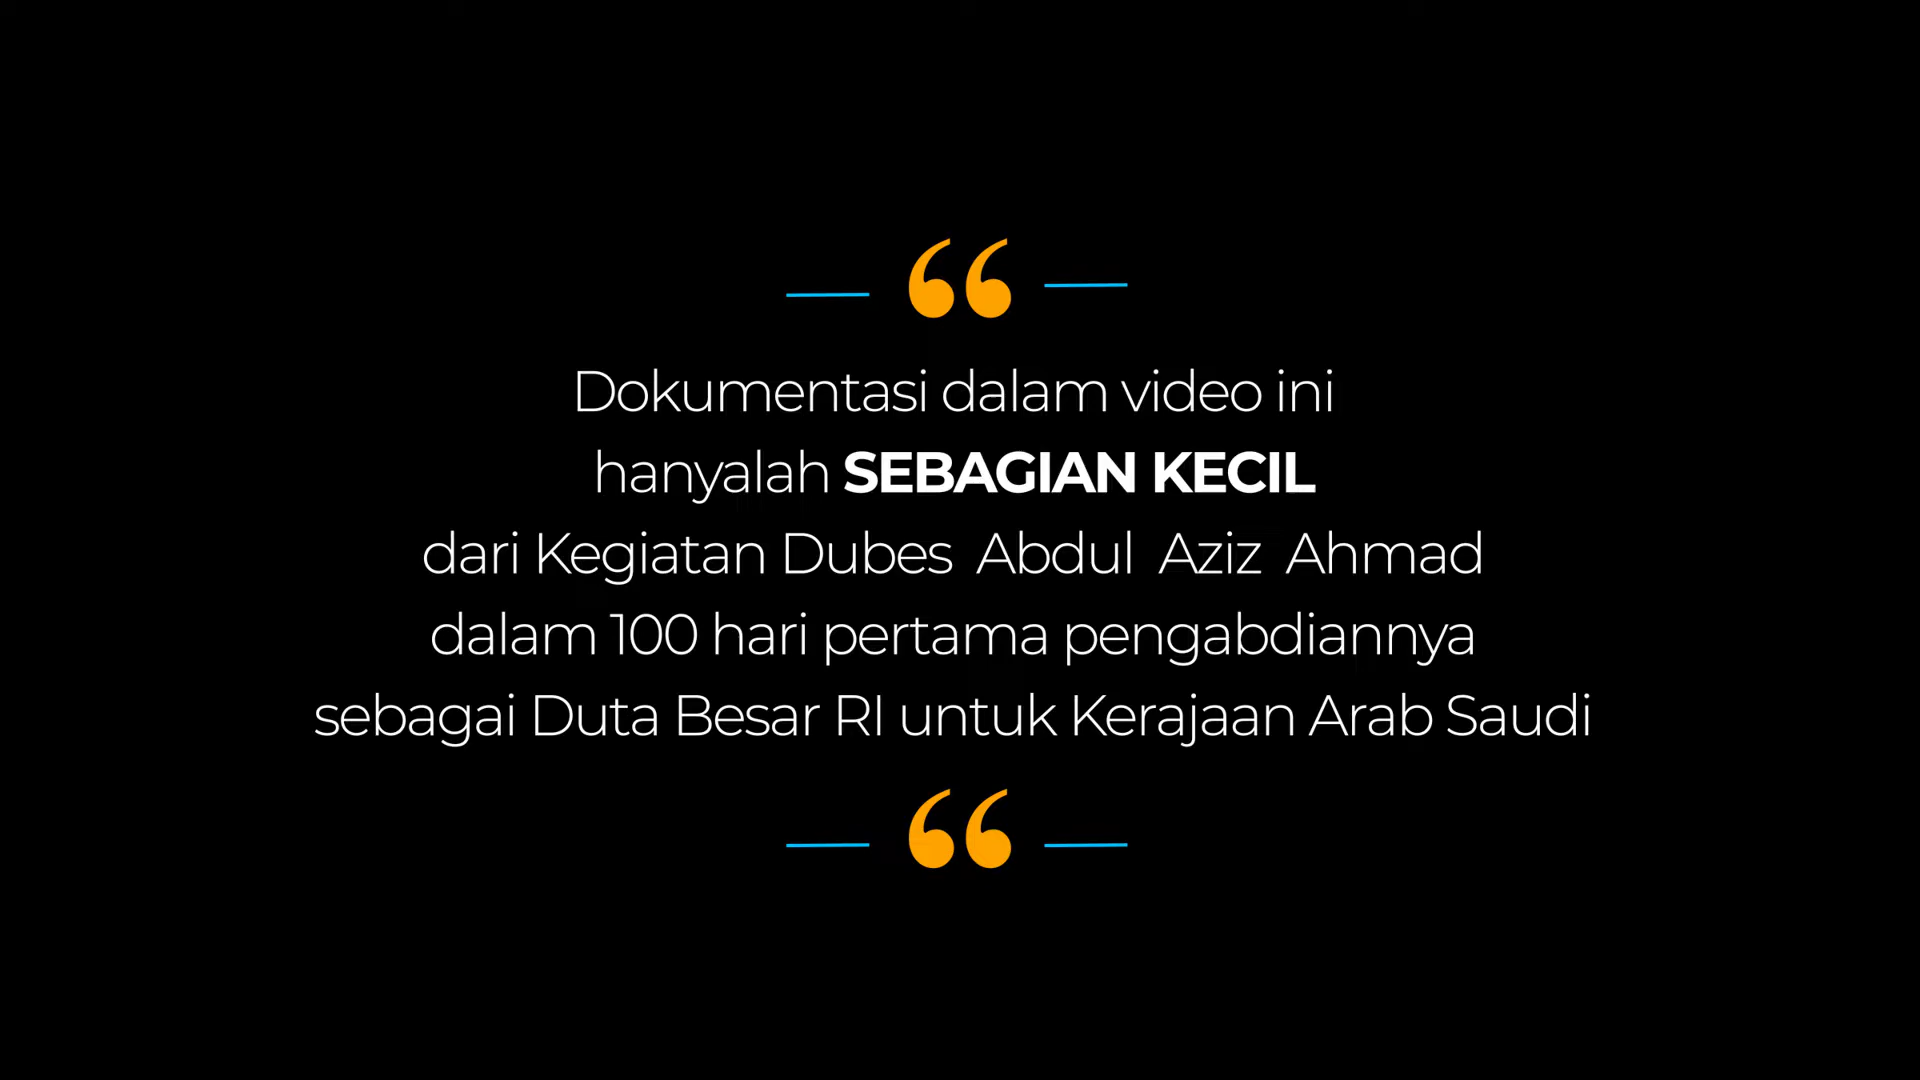 “
Dokumentasi dalam video ini
hanyalah SEBAGIAN KECIL
dari Kegiatan Dubes Abdul Aziz Ahmad
dalam 100 hari pertama pengabdiannya
sebagai Duta Besar RI untuk Kerajaan Arab Saudi
“